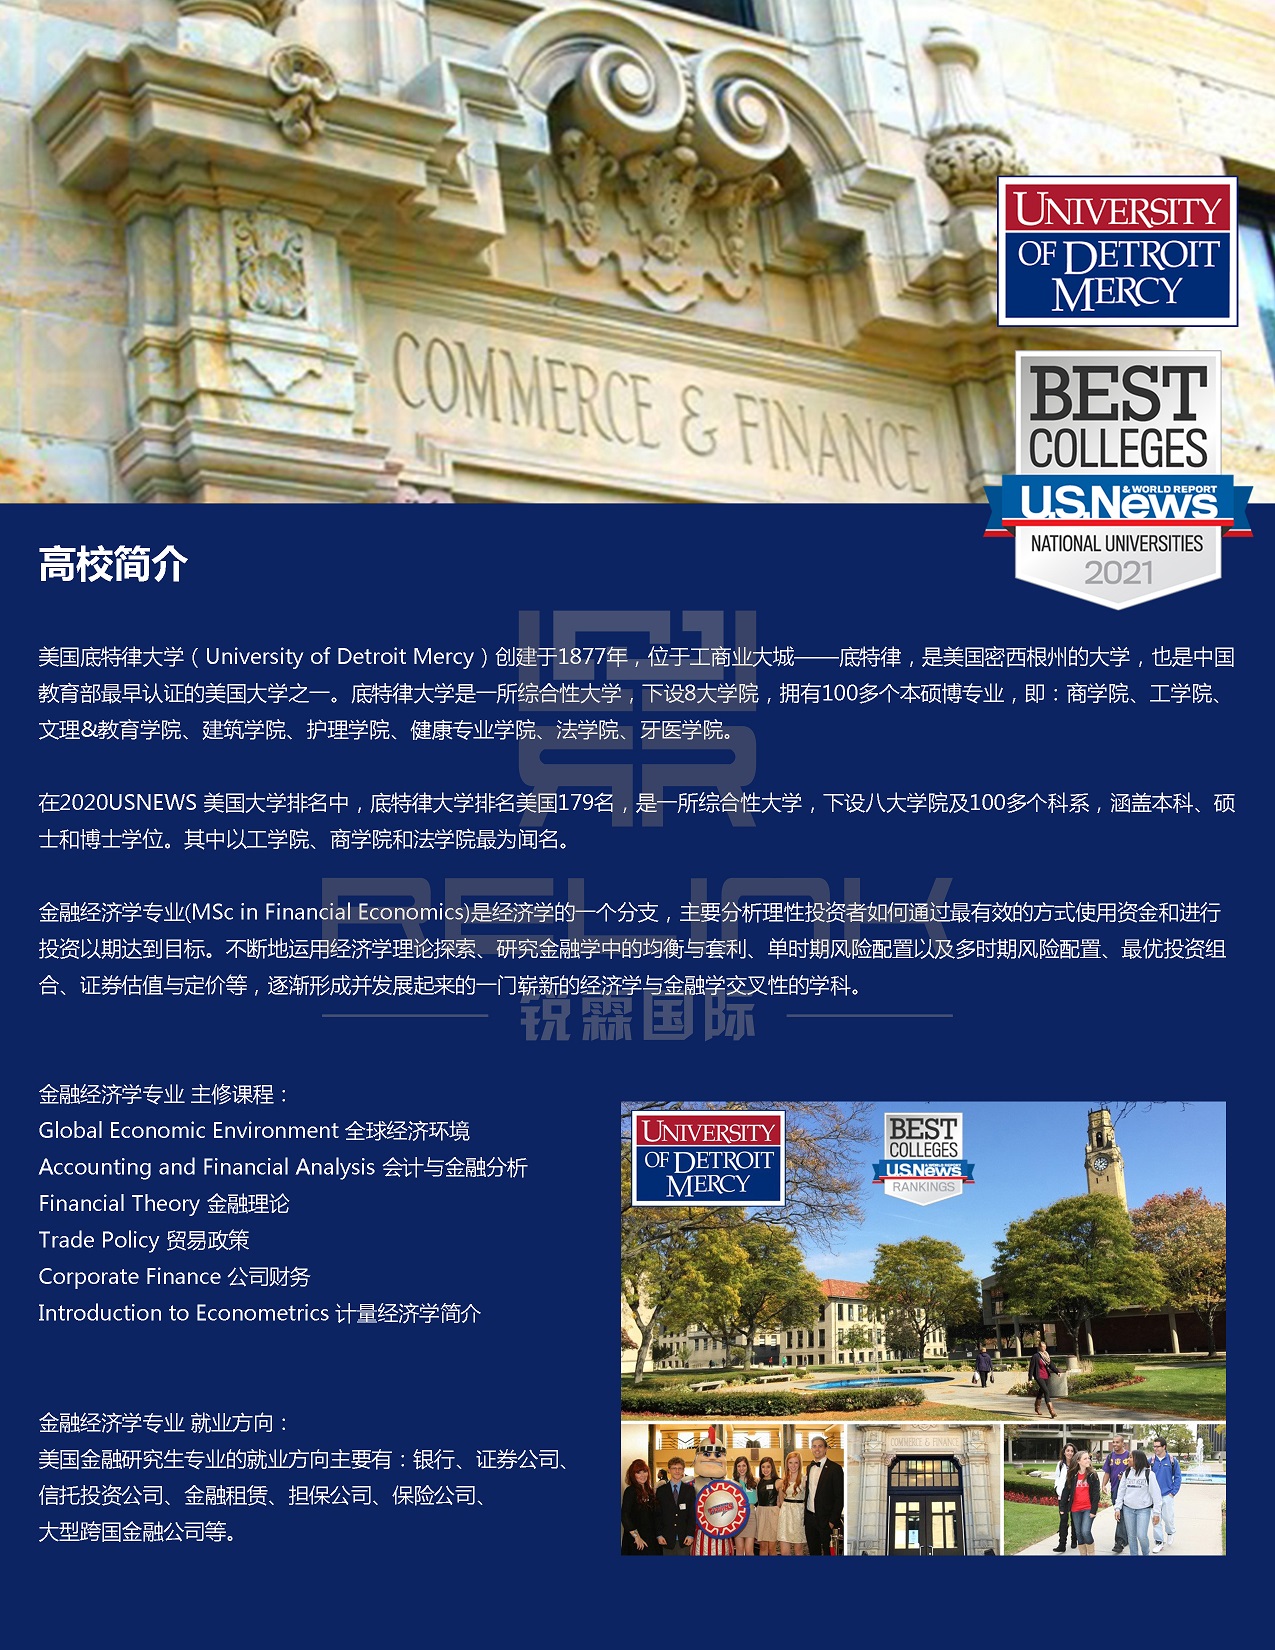 COMMERCE & FINANCE
UNIVERSITY
OF DETROIT
MERCY
BEST
COLLEGES
U.S.News
& WORLD REPORT
NATIONAL UNIVERSITIES
2021
高校简介
美国底特律大学（University of Detroit Mercy）创建于1877年，位于工商业大城——底特律，是美国密西根州的大学，也是中国
教育部最早认证的美国大学之一。底特律大学是一所综合性大学，下设8大学院，拥有100多个本硕博专业，即：商学院、工学院、
文理&教育学院、建筑学院、护理学院、健康专业学院、法学院、牙医学院。
在2020USNEWS 美国大学排名中，底特律大学排名美国179名，是一所综合性大学，下设八大学院及100多个科系，涵盖本科、硕
士和博士学位。其中以工学院、商学院和法学院最为闻名。
RELINK
金融经济学专业(MSc in Financial Economics)是经济学的一个分支，主要分析理性投资者如何通过最有效的方式使用资金和进行
投资以期达到目标。不断地运用经济学理论探索、研究金融学中的均衡与套利、单时期风险配置以及多时期风险配置、最优投资组
合、证券估值与定价等，逐渐形成并发展起来的一门崭新的经济学与金融学交叉性的学科。
锐霖国际
金融经济学专业 主修课程：
Global Economic Environment 全球经济环境
Accounting and Financial Analysis 会计与金融分析
Financial Theory 金融理论
Trade Policy 贸易政策
Corporate Finance 公司财务
Introduction to Econometrics 计量经济学简介
金融经济学专业 就业方向：
美国金融研究生专业的就业方向主要有：银行、证券公司、
信托投资公司、金融租赁、担保公司、保险公司、
大型跨国金融公司等。
UNIVERSITY
OF DETROIT
MERCY
BEST
COLLEGES
U.S.News
RANKINGS
COMMERCE & FINANCE